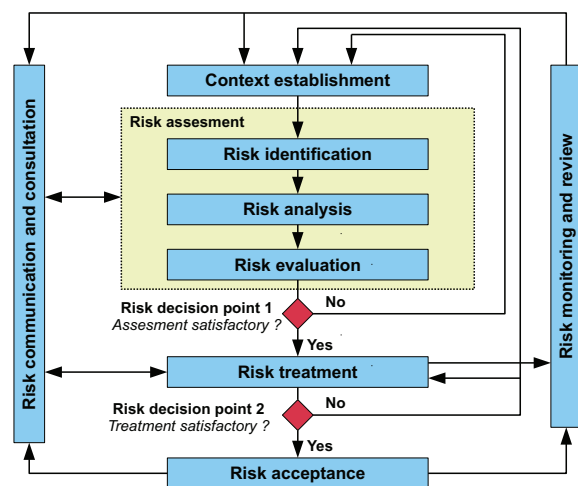 Context establishment
Risk assesment
Risk identification
Risk analysis
Risk evaluation
Risk decision point 1
Assesment satisfactory ?
No
Yes
Risk treatment
Risk decision point 2
Treatment satisfactory ?
No
Yes
Risk acceptance
Risk communication and consultation
Risk monitoring and review